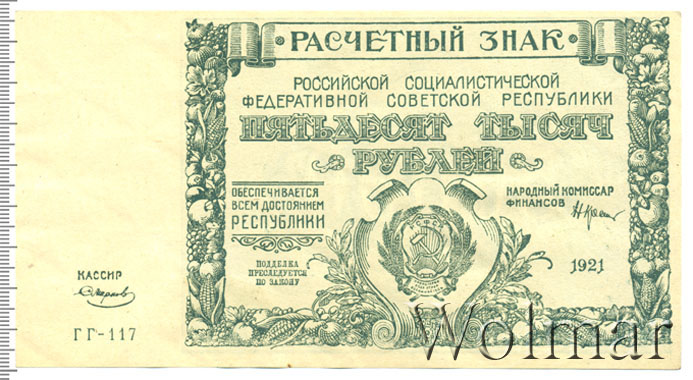 РАСЧЕТНЫЙ ЗНАК
РОССИЙСКОЙ СОЦИАЛИСТИЧЕСКОЙ
ФЕДЕРАТИВНОЙ СОВЕТСКОЙ РЕСПУБЛИКИ
ПЯТЬДЕСЯТ ТЫСЯЧ
РУБЛЕЙ
ОБЕСПЕЧИВАЕТСЯ
ВСЕМ ДОСТОЯНИЕМ
РЕСПУБЛИКИ
НАРОДНЫЙ КОМИССАР
ФИНАНСОВ
ПОДДЕЛКА
ПРЕСЛЕДУЕТСЯ
ПО ЗАКОНУ
1921
КАССИР
ГГ-117
Wolmar